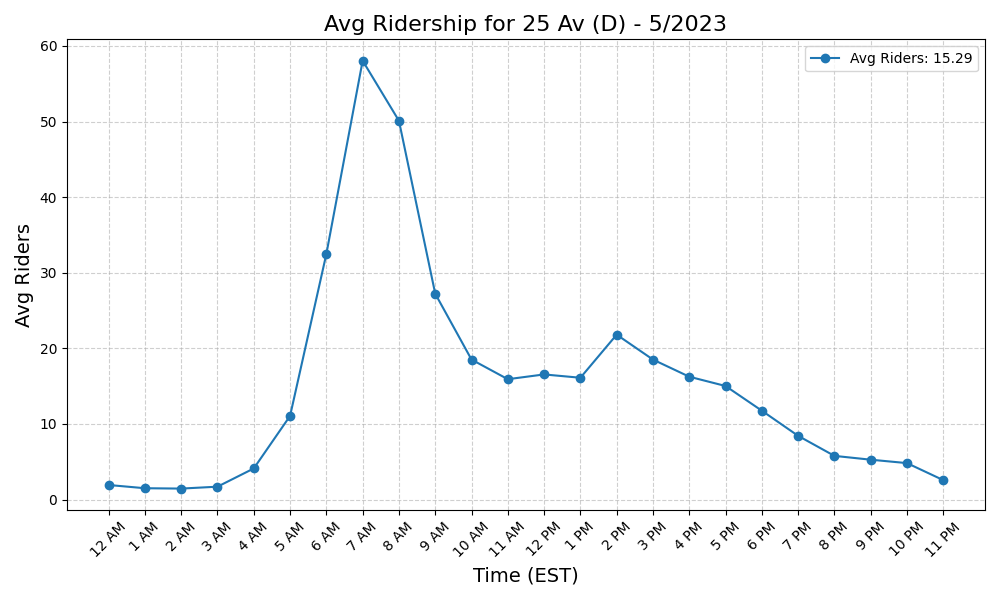 Avg Ridership for 25 Av (D) - 5/2023
Avg Riders: 15.29
Avg Riders
60
50
40
30
20
10
0
12 AM
1 AM
2 AM
3 AM
4 AM
5 AM
6 AM
7 AM
8 AM
9 AM
10 AM
11 AM
12 PM
1 PM
2 PM
3 PM
4 PM
5 PM
6 PM
7 PM
8 PM
9 PM
10 PM
11 PM
Time (EST)